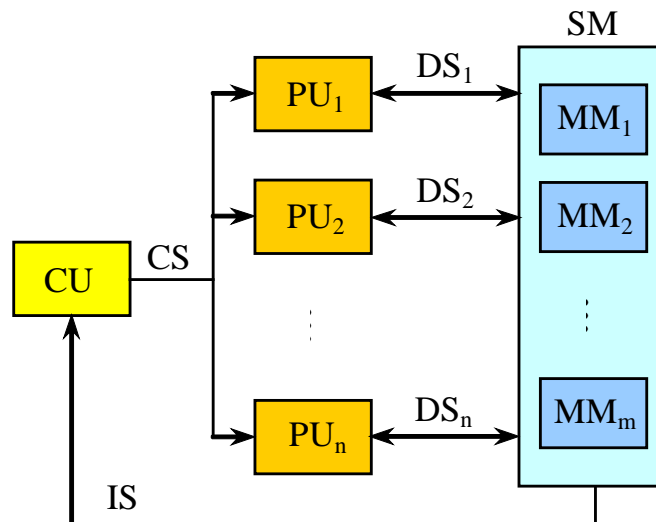 SM
PU₁
DS₁
MM₁
PU₂
DS₂
MM₂
CU
CS
PUₙ
DSₙ
MMₘ
IS